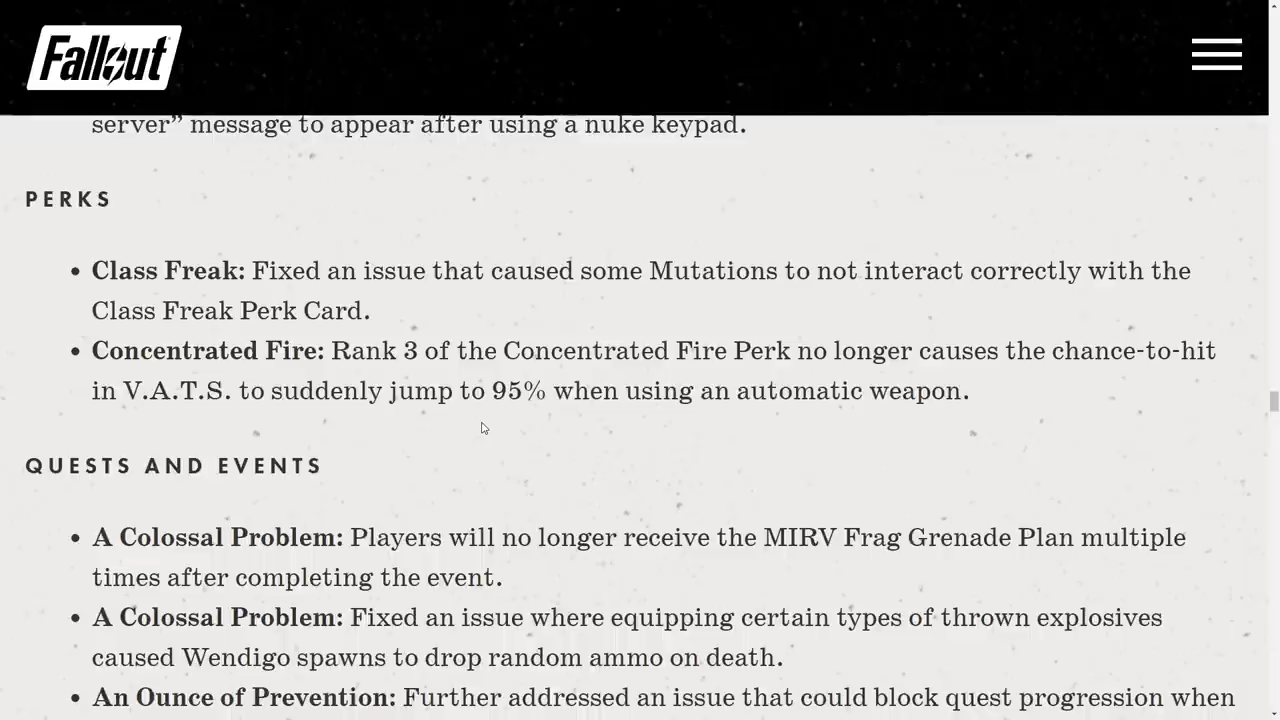 Fallout
server” message to appear after using a nuke keypad.
PERKS
• Class Freak: Fixed an issue that caused some Mutations to not interact correctly with the
Class Freak Perk Card.
• Concentrated Fire: Rank 3 of the Concentrated Fire Perk no longer causes the chance-to-hit
in V.A.T.S. to suddenly jump to 95% when using an automatic weapon.
QUESTS AND EVENTS
• A Colossal Problem: Players will no longer receive the MIRV Frag Grenade Plan multiple
times after completing the event.
• A Colossal Problem: Fixed an issue where equipping certain types of thrown explosives
caused Wendigo spawns to drop random ammo on death.
• An Ounce of Prevention: Further addressed an issue that could block quest progression when